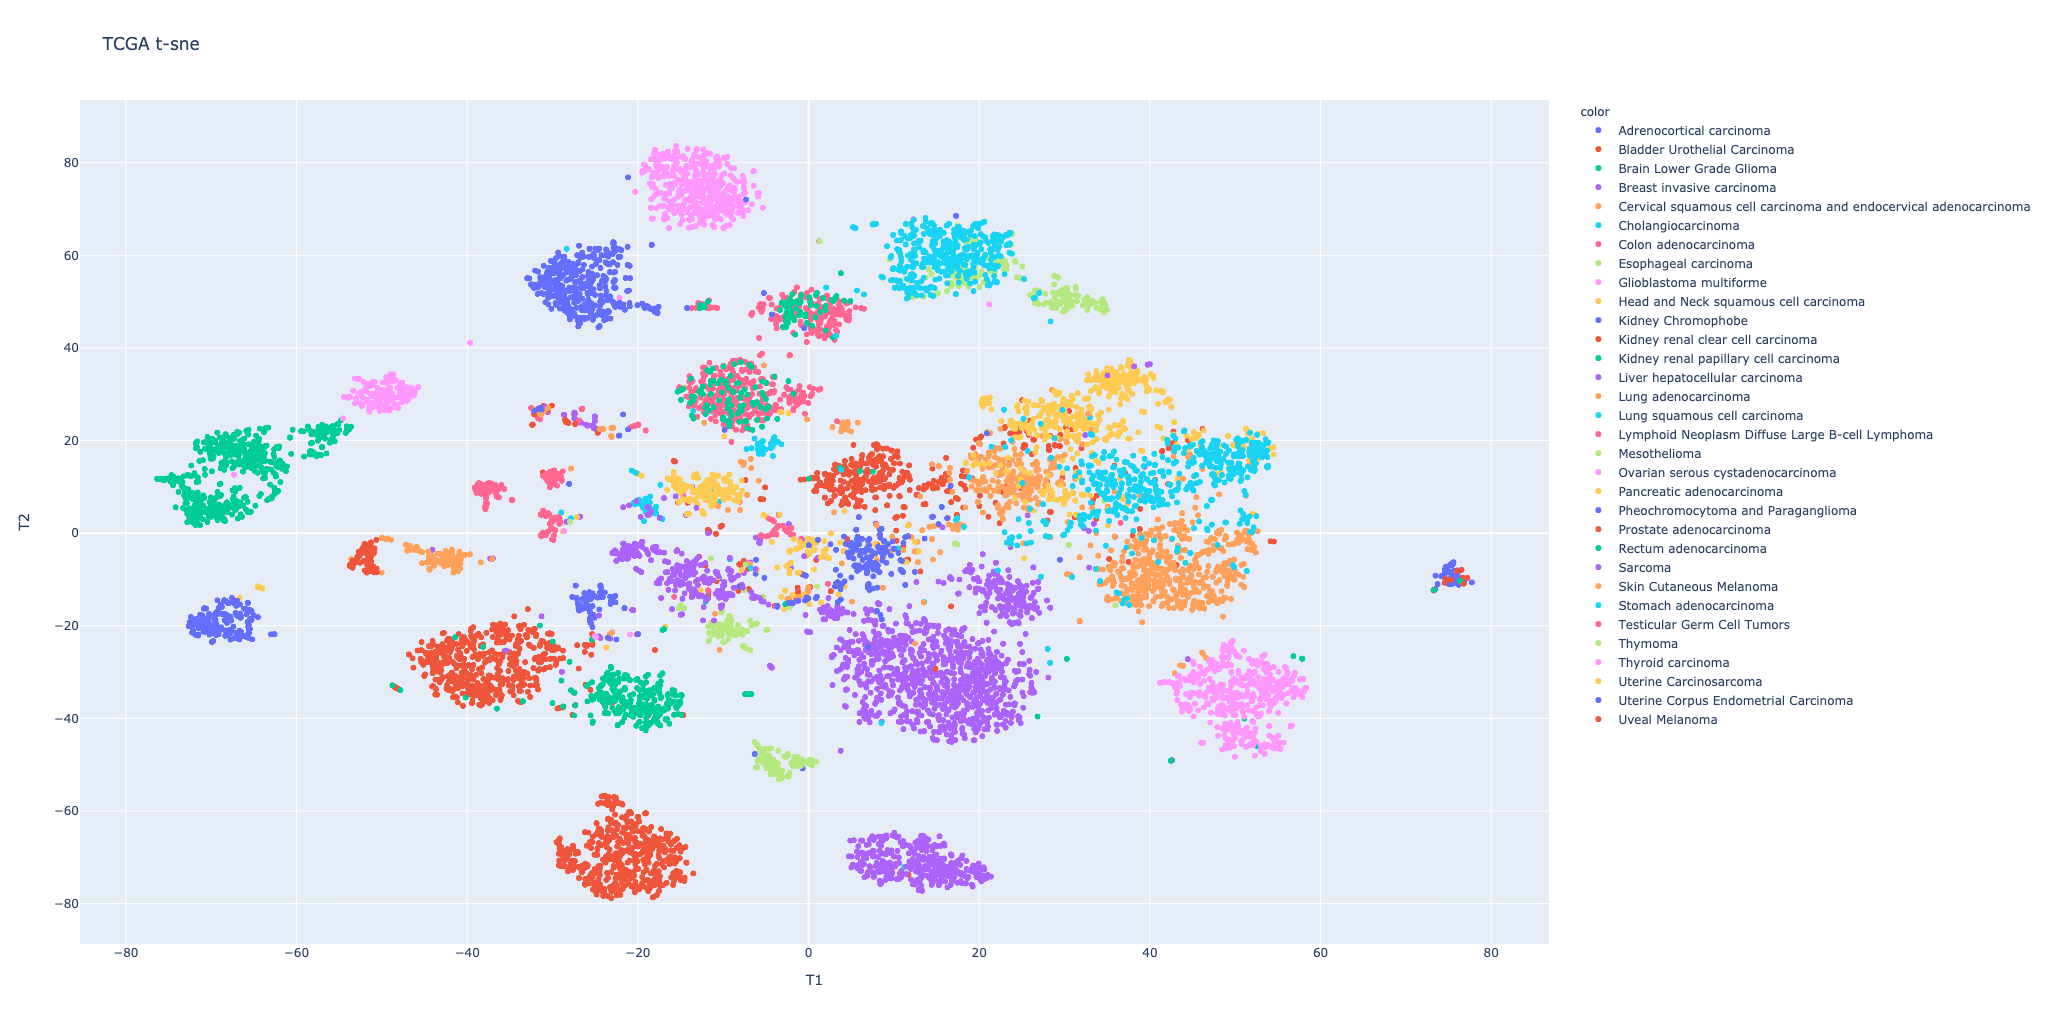 TCGA t-sne
color
Adrenocortical carcinoma
Bladder Urothelial Carcinoma
Brain Lower Grade Glioma
Breast invasive carcinoma
Cervical squamous cell carcinoma and endocervical adenocarcinoma
Cholangiocarcinoma
Colon adenocarcinoma
Esophageal carcinoma
Glioblastoma multiforme
Head and Neck squamous cell carcinoma
Kidney Chromophobe
Kidney renal clear cell carcinoma
Kidney renal papillary cell carcinoma
Liver hepatocellular carcinoma
Lung adenocarcinoma
Lung squamous cell carcinoma
Lymphoid Neoplasm Diffuse Large B-cell Lymphoma
Mesothelioma
Ovarian serous cystadenocarcinoma
Pancreatic adenocarcinoma
Pheochromocytoma and Paraganglioma
Prostate adenocarcinoma
Rectum adenocarcinoma
Sarcoma
Skin Cutaneous Melanoma
Stomach adenocarcinoma
Testicular Germ Cell Tumors
Thymoma
Thyroid carcinoma
Uterine Carcinosarcoma
Uterine Corpus Endometrial Carcinoma
Uveal Melanoma
80
60
40
20
0
−20
−40
−60
−80
T2
−80 −60 −40 −20 0 20 40 60 80
T1